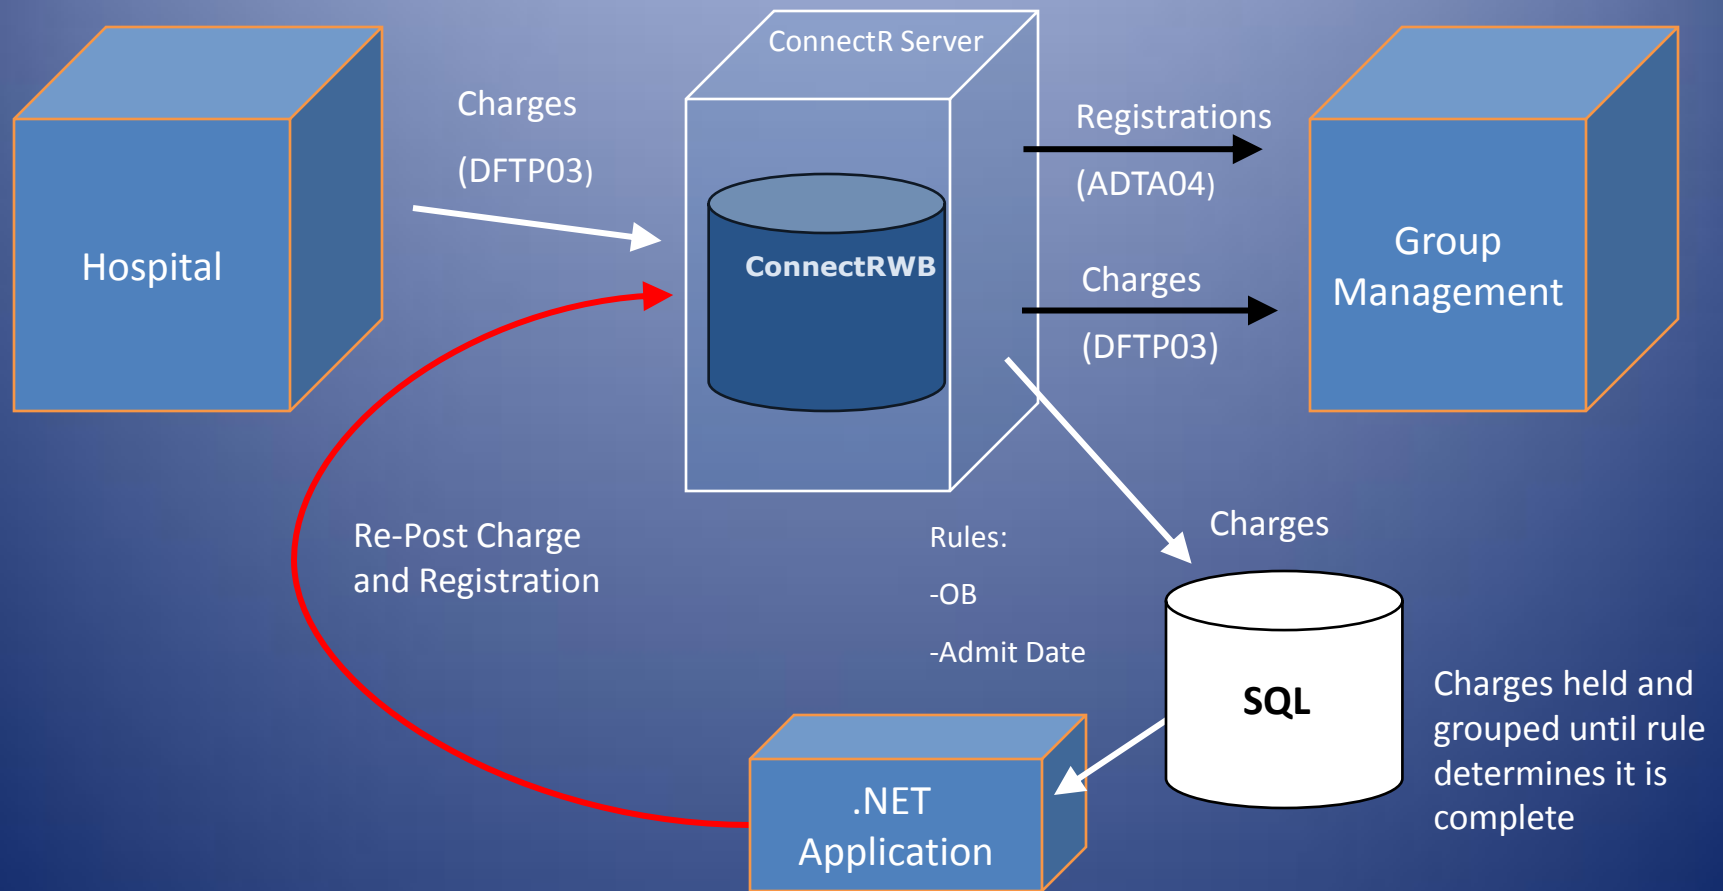 ConnectR Server
Charges
(DFTP03)
Registrations
(ADTA04)
Hospital
ConnectRWB
Group
Management
Charges
(DFTP03)
Re-Post Charge
and Registration
Rules:
-OB
-Admit Date
Charges
SQL
Charges held and
grouped until rule
determines it is
complete
.NET
Application